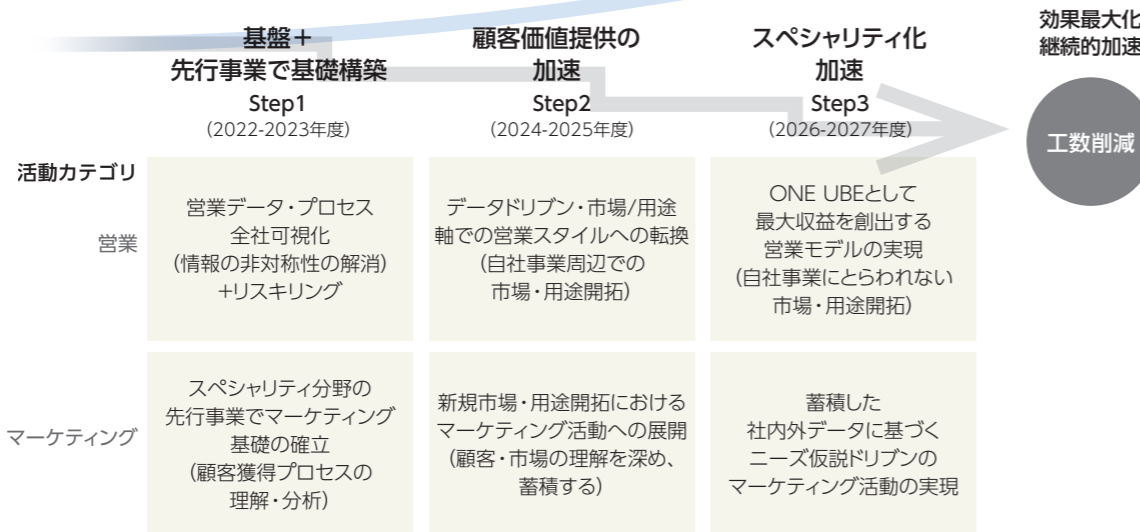 基盤＋
先行事業で基礎構築
Step1
（2022-2023年度）
顧客価値提供の
加速
Step2
（2024-2025年度）
スペシャリティ化
加速
Step3
（2026-2027年度）
効果最大化
継続的加速
工数削減
活動カテゴリ
営業
営業データ・プロセス
全社可視化
（情報の非対称性の解消）
＋リスキリング
データドリブン・市場/用途
軸での営業スタイルへの転換
（自社事業周辺での
市場・用途開拓）
ONE UBEとして
最大収益を創出する
営業モデルの実現
（自社事業にとらわれない
市場・用途開拓）
マーケティング
スペシャリティ分野の
先行事業でマーケティング
基礎の確立
（顧客獲得プロセスの
理解・分析）
新規市場・用途開拓における
マーケティング活動への展開
（顧客・市場の理解を深め、
蓄積する）
蓄積した
社内外データに基づく
ニーズ仮説ドリブンの
マーケティング活動の実現